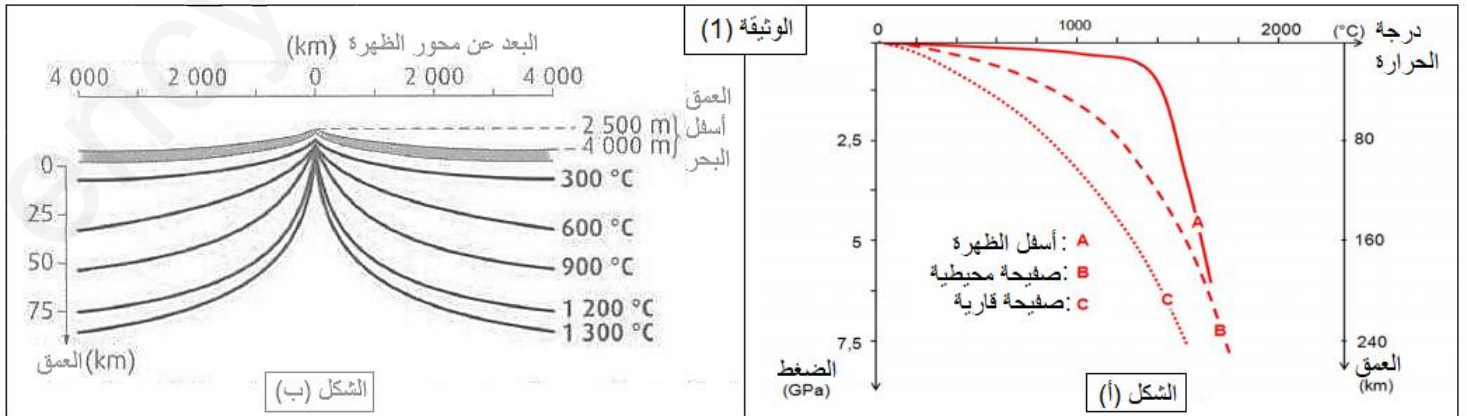 الوثيقة (1)
درجة الحرارة (°C)
0 1000 2000
2,5
5
7,5
80
160
240
A
B
C
A : أسفل الظهرة
B :صفيحة محيطية
C :صفيحة قارية
الضغط
(GPa)
العمق
(km)
الشكل (أ)
البعد عن محور الظهرة (km)
4 000 2 000 0 2 000 4 000
العمق
أسفل
البحر
2 500 m
4 000 m
0
25
50
75
300 °C
600 °C
900 °C
1 200 °C
1 300 °C
العمق (km)
الشكل (ب)
ency